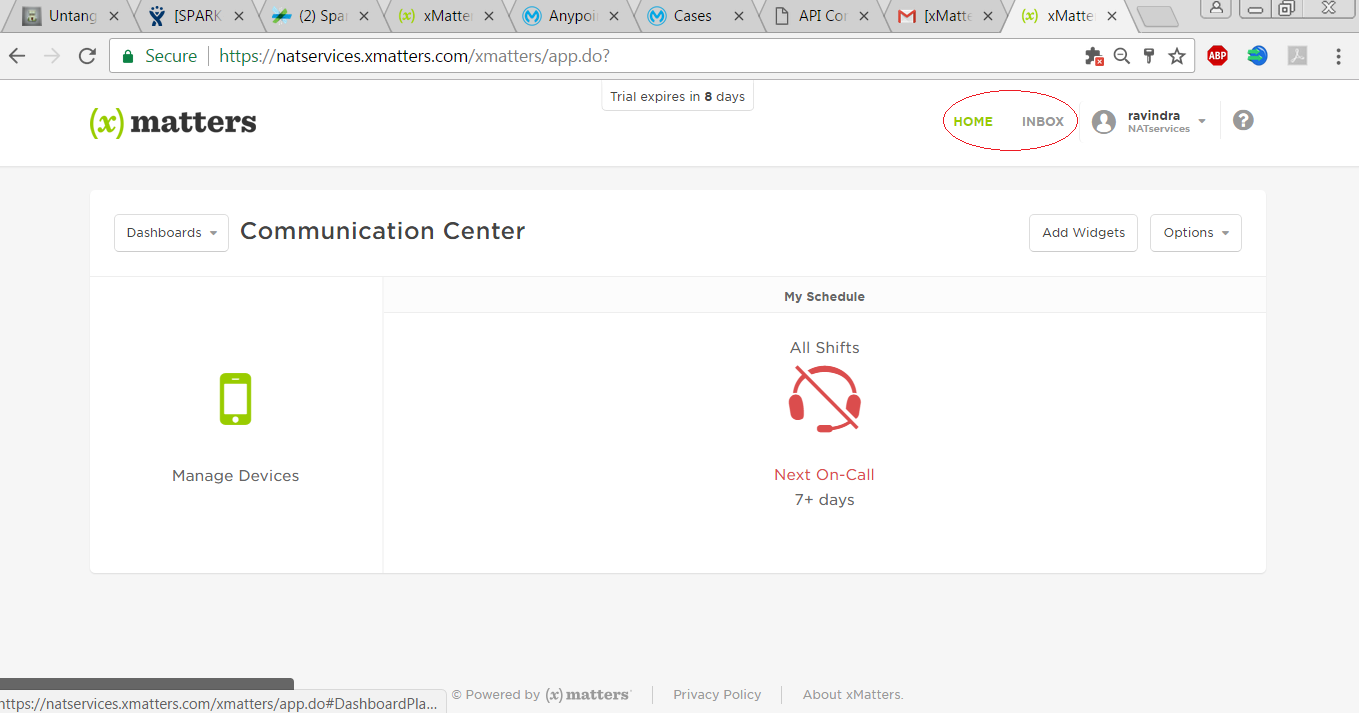 Untang
[SPARK
(2) Spar
(x) xMatter
Anypoi
Cases
API Cor
[xMatte
(x) xMatte
Secure
https://natservices.xmatters.com/xmatters/app.do?
ABP
Trial expires in 8 days
(x) matters
HOME
INBOX
ravindra
NATservices
?
Dashboards
Communication Center
Add Widgets
Options
My Schedule
All Shifts
Manage Devices
Next On-Call
7+ days
https://natservices.xmatters.com/xmatters/app.do#DashboardPla...
© Powered by (x) matters
Privacy Policy
About xMatters.